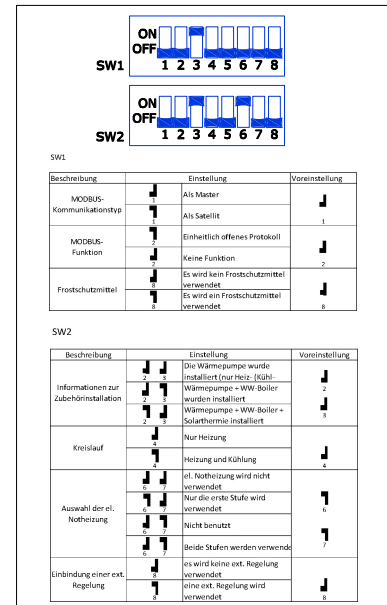 ON
OFF
SW1 1 2 3 4 5 6 7 8
ON
OFF
SW2 1 2 3 4 5 6 7 8
SW1
Beschreibung Einstellung Voreinstellung
MODBUS-
Kommunikationstyp
1 Als Master
1 Als Satellit
1
MODBUS-
Funktion
2 Einheitlich offenes Protokoll
2 Keine Funktion
2
Frostschutzmittel
8 Es wird kein Frostschutzmittel
verwendet
8 Es wird ein Frostschutzmittel
verwendet
8
SW2
Beschreibung Einstellung Voreinstellung
Informationen zur
Zubehörinstallation
2 3 Die Wärmepumpe wurde
installiert (nur Heiz- (Kühl-
2 3 Wärmepumpe + WW-Boiler
wurden installiert
2 3 Wärmepumpe + WW-Boiler +
Solarthermie installiert
2
3
Kreislauf
4 Nur Heizung
4 Heizung und Kühlung
4
Auswahl der el.
Notheizung
6 7 el. Notheizung wird nicht
verwendet
6 7 Nur die erste Stufe wird
verwendet
6 7 Nicht benutzt
6 7 Beide Stufen werden verwende
6
7
Einbindung einer ext.
Regelung
8 es wird keine ext. Regelung
verwendet
8 eine ext. Regelung wird
verwendet
8